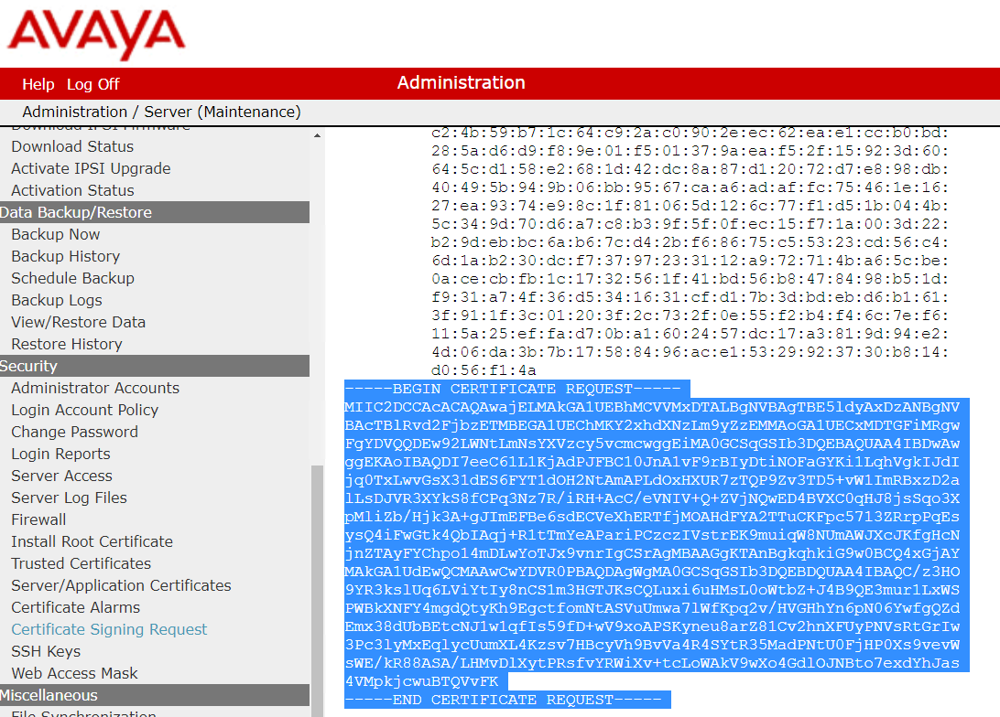 AVAYA
Help Log Off
Administration
Administration / Server (Maintenance)
Download IPSI Firmware
Download Status
Activate IPSI Upgrade
Activation Status
Data Backup/Restore
Backup Now
Backup History
Schedule Backup
Backup Logs
View/Restore Data
Restore History
Security
Administrator Accounts
Login Account Policy
Change Password
Login Reports
Server Access
Server Log Files
Firewall
Install Root Certificate
Trusted Certificates
Server/Application Certificates
Certificate Alarms
Certificate Signing Request
SSH Keys
Web Access Mask
Miscellaneous
File Synchronization
c2:4b:59:b7:1c:64:c9:2a:c0:90:2e:ec:62:ea:e1:cc:b0:bd:
28:5a:d6:d9:f8:9e:01:f5:01:37:9a:ea:f5:2f:15:92:3d:60:
64:5c:d1:58:e2:68:1d:42:dc:8a:87:d1:20:72:d7:e8:98:db:
40:49:5b:94:9b:06:bb:95:67:ca:a6:ad:af:fc:75:46:1e:16:
27:ea:93:74:e9:8c:1f:81:06:5d:12:6c:77:f1:d5:1b:04:4b:
5c:34:9d:70:d6:a7:c8:b3:9f:5f:0f:ec:15:f7:1a:00:3d:22:
b2:9d:eb:bc:6a:b6:7c:d4:2b:f6:86:75:c5:53:23:cd:56:c4:
6d:1a:b2:30:dc:f7:37:97:23:31:12:a9:72:71:4b:a6:5c:be:
0a:ce:cb:fb:1c:17:32:56:1f:41:bd:56:b8:47:84:98:b5:1d:
f9:31:a7:4f:36:d5:34:16:31:cf:d1:7b:3d:bd:eb:d6:b1:61:
3f:91:1f:3c:01:20:3f:2c:73:2f:0e:55:f2:b4:f4:6c:7e:f6:
11:5a:25:ef:fa:d7:0b:a1:60:24:57:dc:17:a3:81:9d:94:e2:
4d:06:da:3b:7b:17:58:84:96:ac:e1:53:29:92:37:30:b8:14:
d0:56:f1:4a
-----BEGIN CERTIFICATE REQUEST-----
MIIC2DCCAcACAQAwajELMAkGA1UEBhMCVVMxDTALBgNVBAgTBE5ldyAxDzANBgNV
BAcTBlRvd2FjbzETMBEGA1UEChMKY2xhdXNzLm9yZzEMMAoGA1UECxMDTGFiMRgw
FgYDVQQDEw92LWNtLmNsYXVzcy5vcmcwggEiMA0GCSqGSIb3DQEBAQUAA4IBDwAw
ggEKAoIBAQDI7eeC61L1KjAdPJFBC10JnA1vF9rBIyDtiNOFaGYKi1LqhVgkIJdI
jq0TxLwvGsX31dES6FYT1dOH2NtAmAPLdOxHXUR7zTQP9Zv3TD5+vW1ImRBxzD2a
lLsDJVR3XYkS8fCPq3Nz7R/iRH+AcC/eVNIV+Q+ZVjNQwED4BVXC0qHJ8jsSqo3X
pMliZb/Hjk3A+gJImEFBe6sdECVeXhERTfjMOAHdFYA2TTuCKFpc5713ZRrpPqEs
ysQ4iFwGtk4QbIAqj+R1tTmYeAPariPCzczIVstrEK9muiqW8NUmAWJXcJKfgHcN
jnZTAyFYChpo14mDLwYoTJx9vnrIgCSrAgMBAAGgKTAnBgkqhkiG9w0BCQ4xGjAY
MAkGA1UdEwQCMAAwCwYDVR0PBAQDAgWgMA0GCSqGSIb3DQEBDQUAA4IBAQC/z3HO
9YR3kslUq6LViYtIy8nCS1m3HGTJKsCQLuxi6uHMsL0oWtbZ+J4B9QE3mur1LxWS
PWBkXNFY4mgdQtyKh9EgctfomNtASVuUmwa7lWfKpq2v/HVGHhYn6pN06YwfgQZd
Emx38dUbBEtcNJ1w1qfIs59fD+wV9xoAPSKyneu8arZ81Cv2hnXFUyPNVsRtGrIw
3Pc3lyMxEqlycUumXL4Kzsv7HBcyVh9BvVa4R4SYtR35MadPNtU0FjHP0Xs9vevW
sWE/kR88ASA/LHMvDlXytPRsfvYRWiXv+tcLoWAkV9wXo4GdlOJNBto7exdYhJas
4VMpkjcwuBTQVvFK
-----END CERTIFICATE REQUEST-----